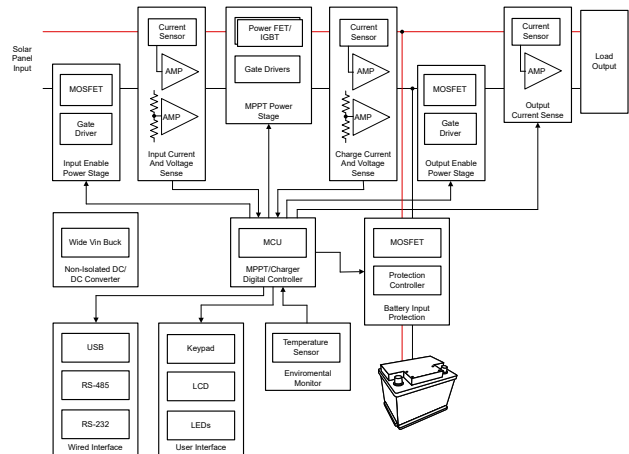 Solar
Panel
Input
MOSFET
Gate
Driver
Input Enable
Power Stage
Current
Sensor
AMP
AMP
Input Current
And Voltage
Sense
Power FET/
IGBT
Gate Drivers
MPPT Power
Stage
Current
Sensor
AMP
AMP
Charge Current
And Voltage
Sense
MOSFET
Gate
Driver
Output Enable
Power Stage
Current
Sensor
AMP
Output
Current Sense
Load
Output
Wide Vin Buck
Non-Isolated DC/
DC Converter
MCU
MPPT/Charger
Digital Controller
MOSFET
Protection
Controller
Battery Input
Protection
USB
RS-485
RS-232
Wired Interface
Keypad
LCD
LEDs
User Interface
Temperature
Sensor
Enviromental
Monitor